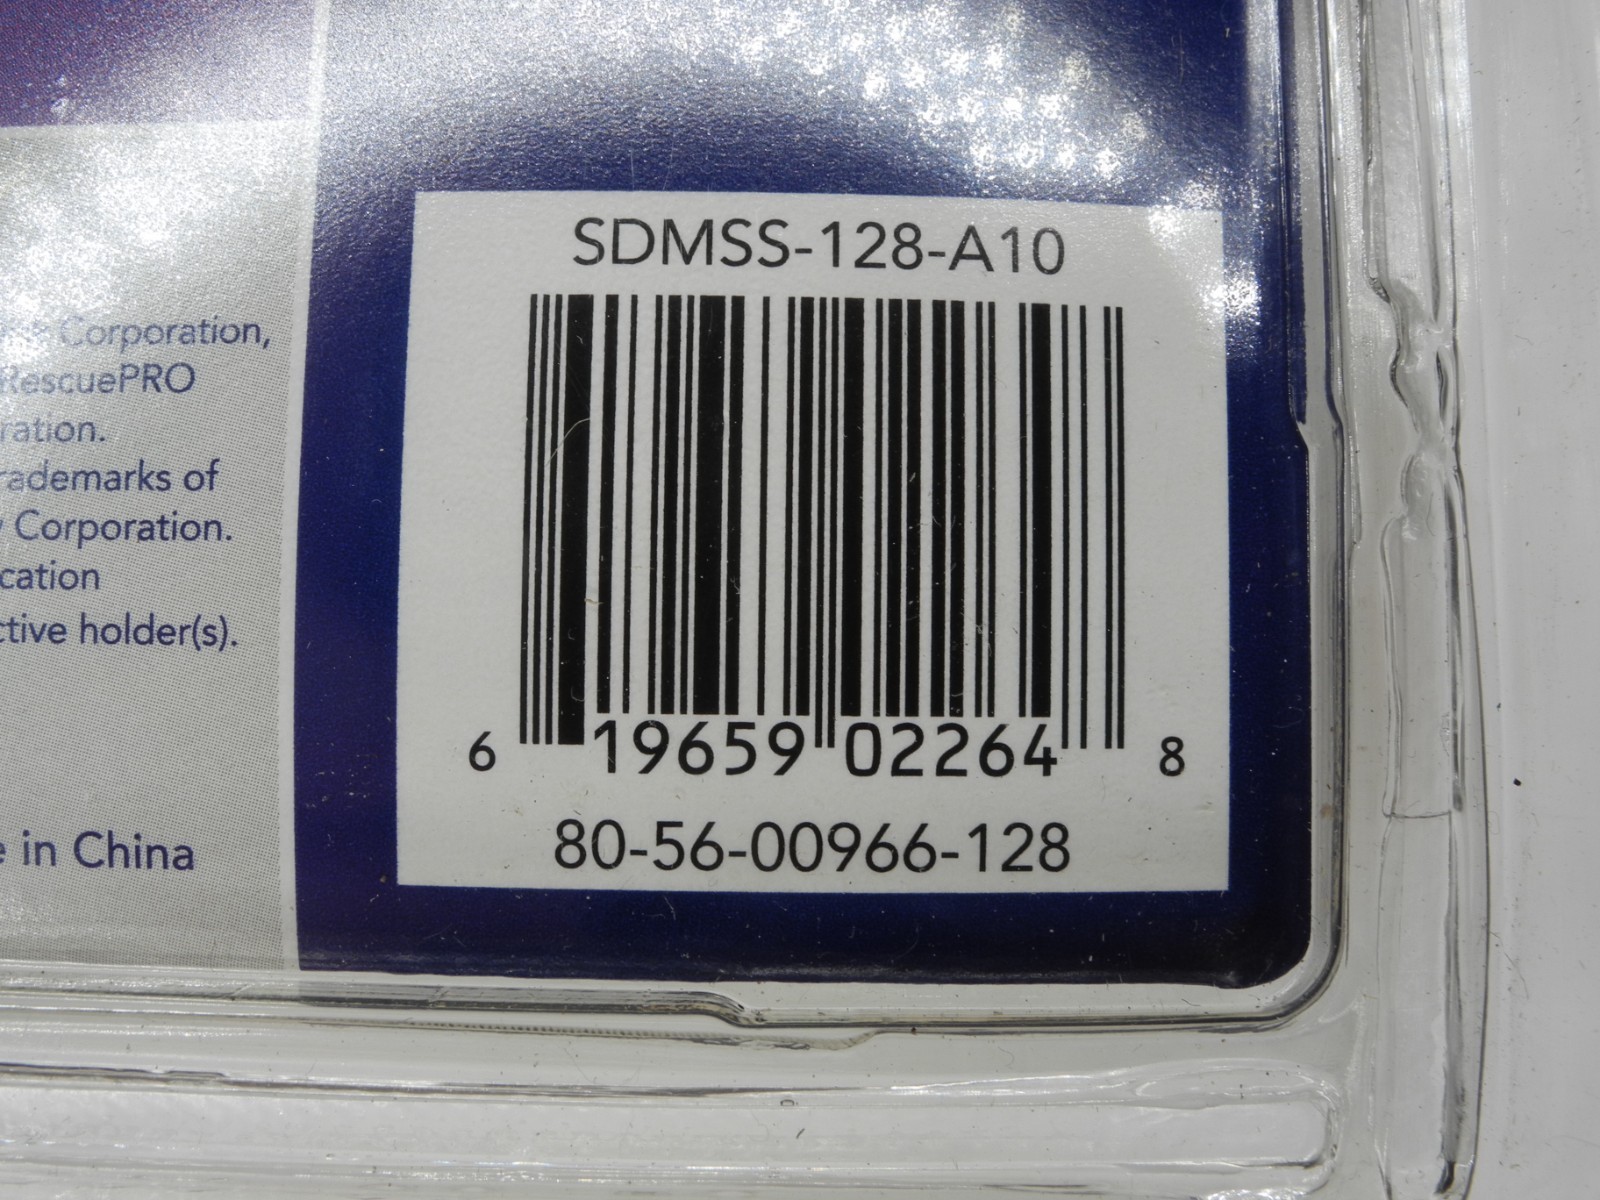 Corporation,
RescuePRO
ration.
rademarks of
Corporation.
cation
ctive holder(s).
e in China
SDMSS-128-A10
6 19659 02264 8
80-56-00966-128